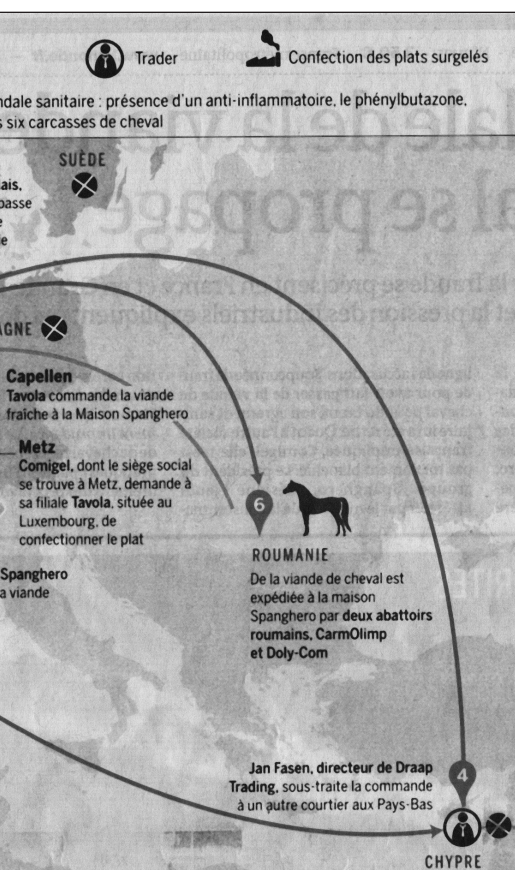 Trader
Confection des plats surgelés
ndale sanitaire : présence d'un anti-inflammatoire, le phénylbutazone,
s six carcasses de cheval
SUÈDE
ais,
passe
e
e
AGNE
Capellen
Tavola commande la viande
fraîche à la Maison Spanghero
Metz
Comigel, dont le siège social
se trouve à Metz, demande à
sa filiale Tavola, située au
Luxembourg, de
confectionner le plat
Spanghero
a viande
6
ROUMANIE
De la viande de cheval est
expédiée à la maison
Spanghero par deux abattoirs
roumains, CarmOlimp
et Doly-Com
Jan Fasen, directeur de Draap
Trading, sous-traite la commande
à un autre courtier aux Pays-Bas
4
CHYPRE